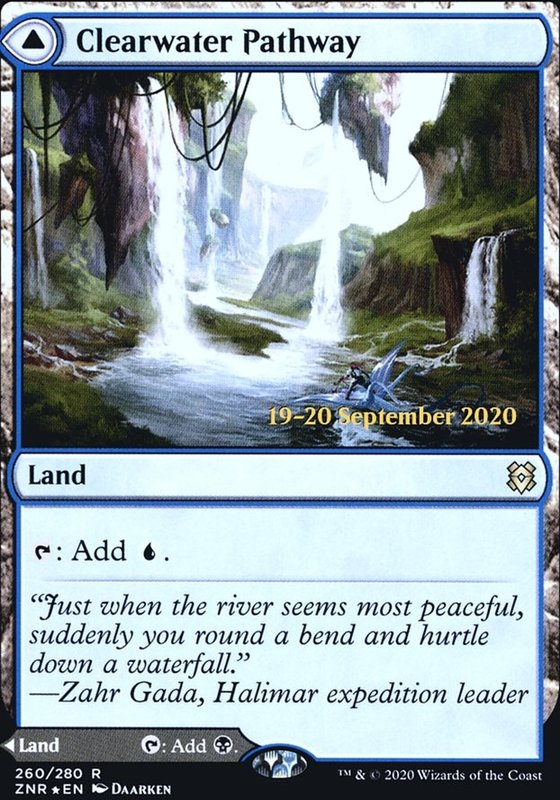 Clearwater Pathway
19–20 September 2020
Land
: Add .
“Just when the river seems most peaceful,
suddenly you round a bend and hurtle
down a waterfall.”
—Zahr Gada, Halimar expedition leader
Land : Add .
260/280 R
ZNR ★ EN Daarken
™ & © 2020 Wizards of the Coast